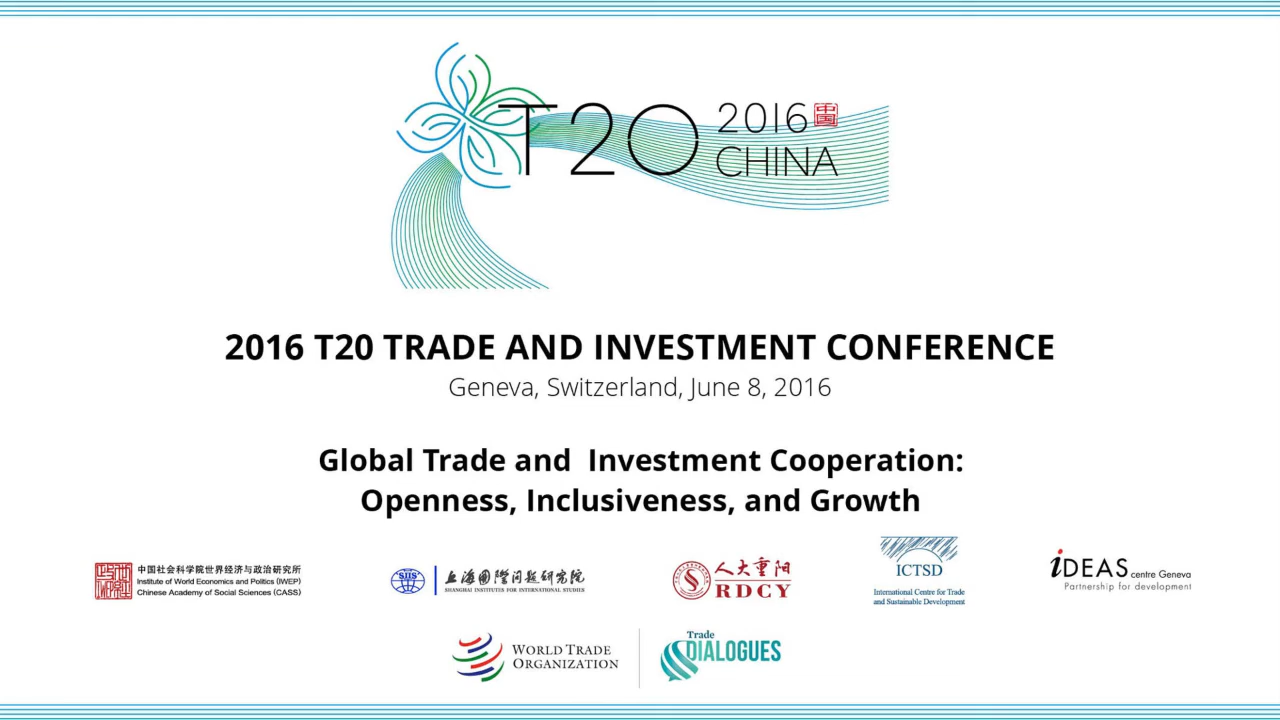 T20 2016 中国
CHINA
2016 T20 TRADE AND INVESTMENT CONFERENCE
Geneva, Switzerland, June 8, 2016
Global Trade and Investment Cooperation:
Openness, Inclusiveness, and Growth
中国社会科学院世界经济与政治研究所
Institute of World Economics and Politics (IWEP)
Chinese Academy of Social Sciences (CASS)
SIIS
上海国际问题研究院
SHANGHAI INSTITUTES FOR INTERNATIONAL STUDIES
人大重阳
RDCY
ICTSD
International Centre for Trade
and Sustainable Development
iDEAS centre Geneva
Partnership for development
WORLD TRADE
ORGANIZATION
Trade
DIALOGUES